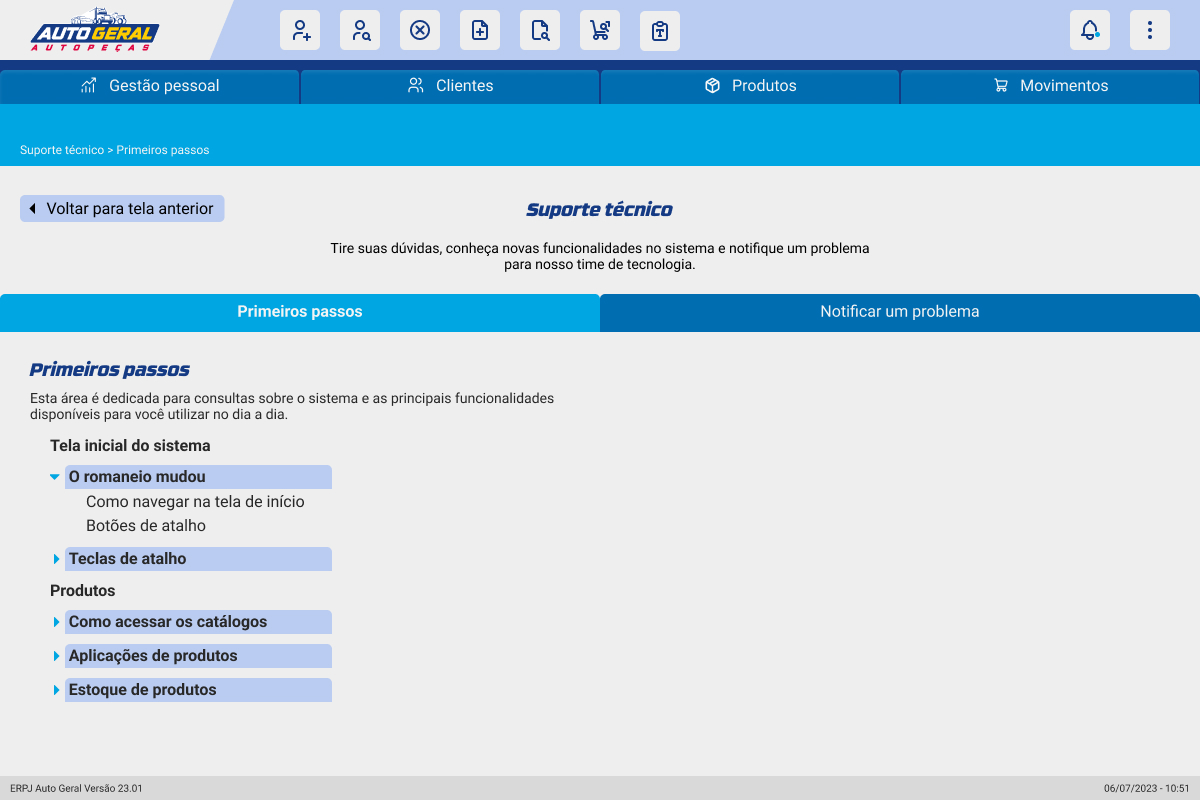 AUTO GERAL
AUTOPEÇAS
Gestão pessoal
Clientes
Produtos
Movimentos
Suporte técnico > Primeiros passos
Voltar para tela anterior
Suporte técnico
Tire suas dúvidas, conheça novas funcionalidades no sistema e notifique um problema
para nosso time de tecnologia.
Primeiros passos
Notificar um problema
Primeiros passos
Esta área é dedicada para consultas sobre o sistema e as principais funcionalidades
disponíveis para você utilizar no dia a dia.
Tela inicial do sistema
O romaneio mudou
Como navegar na tela de início
Botões de atalho
Teclas de atalho
Produtos
Como acessar os catálogos
Aplicações de produtos
Estoque de produtos
ERPJ Auto Geral Versão 23.01
06/07/2023 - 10:51